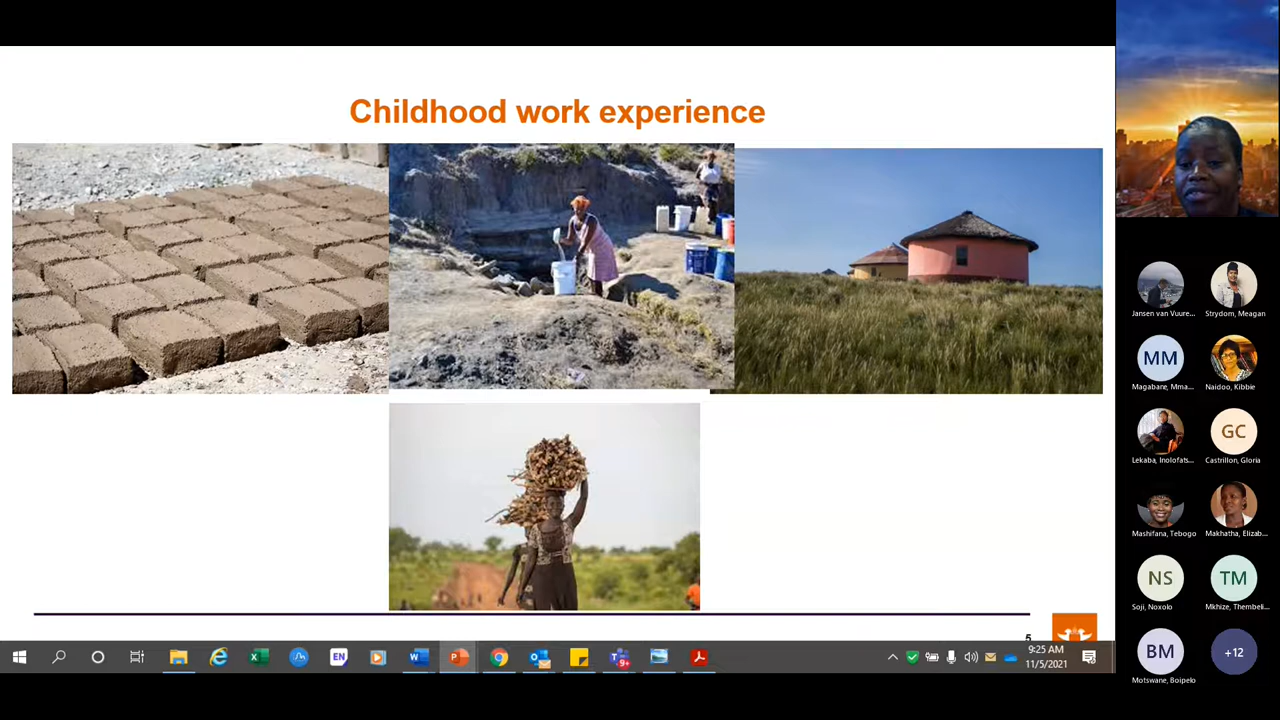 Childhood work experience
5
Jansen van Vuure...
Strydom, Meagan
MM
Magabane, Mma...
Naidoo, Kibbie
Lekaba, Inolofats...
GC
Castrillon, Gloria
Mashifana, Tebogo
Makhatha, Elizab...
NS
Soji, Noxolo
TM
Mkhize, Thembeli...
BM
Motswane, Boipelo
+12
EN
9+
9:25 AM
11/5/2021